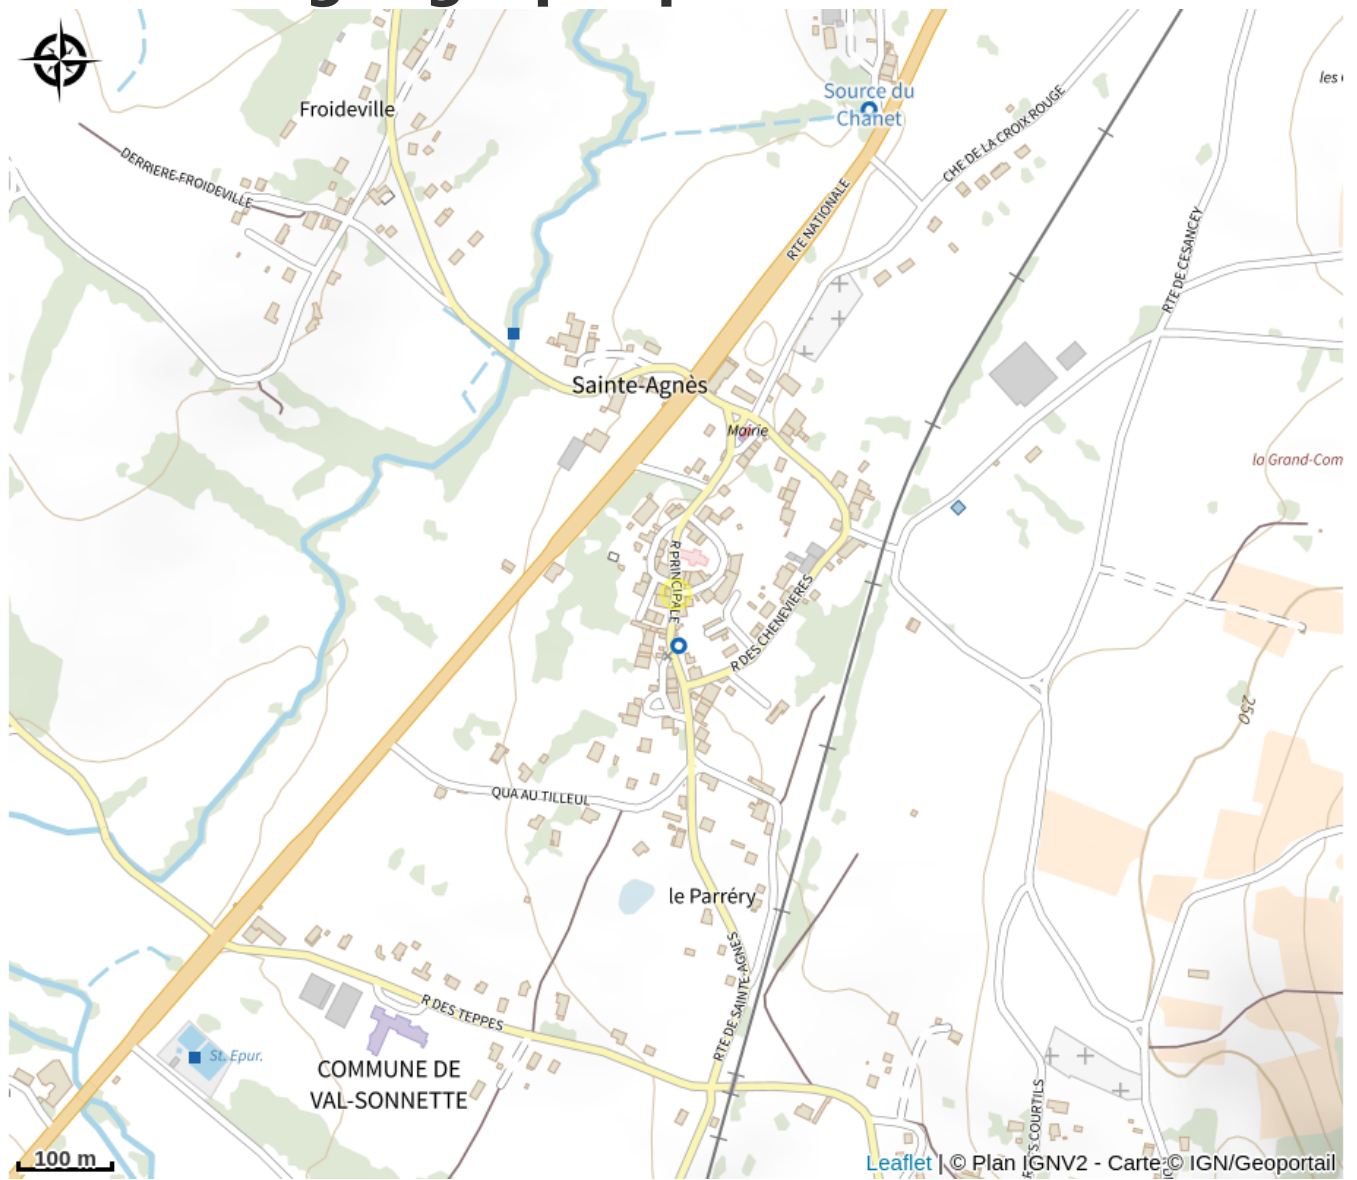 les
Source du
Chanet
Froideville
CHE DE LA CROIX ROUGE
DERRIERE-FROIDEVILLE
RTE NATIONALE
RTE DE CESANCEY
Sainte-Agnès
Mairie
la Grand-Com
R PRINCIPALE
R DES CHENEVIERES
250
QUA AU TILLEUL
le Parréry
RTE DE SAINTE-AGNES
R DES TEPPES
St. Epur.
COMMUNE DE
VAL-SONNETTE
S COURTILS
100 m
Leaflet | © Plan IGNV2 - Carte © IGN/Geoportail